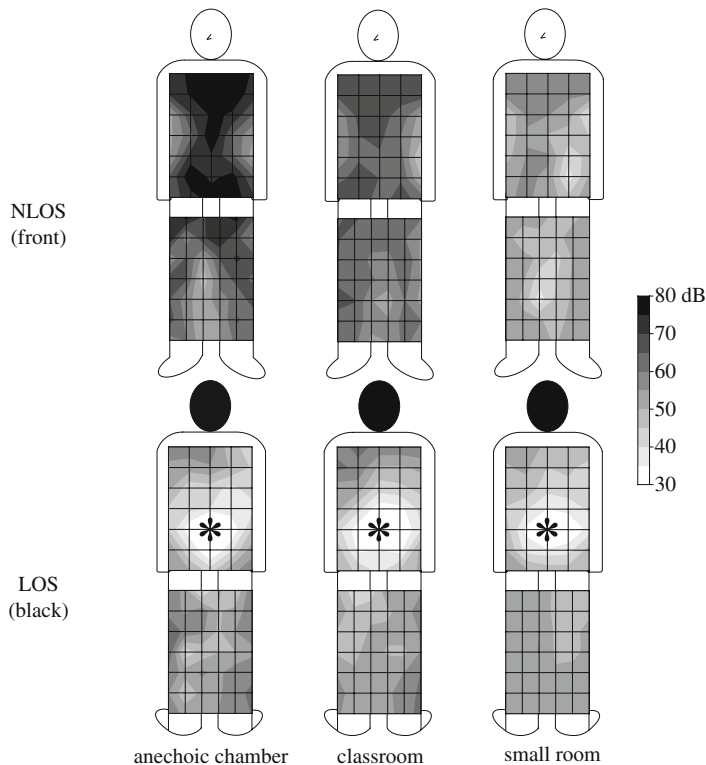 NLOS
(front)
80 dB
70
60
50
40
30
LOS
(black)
anechoic chamber
classroom
small room